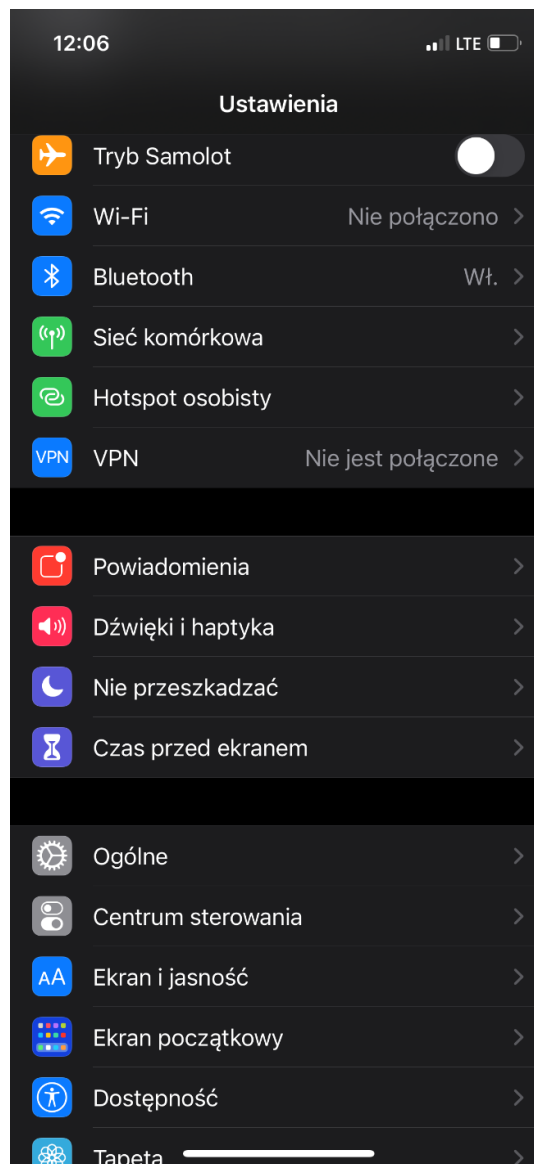 12:06 LTE
Ustawienia
Tryb Samolot
Wi-Fi Nie połączono
Bluetooth Wł.
Sieć komórkowa
Hotspot osobisty
VPN VPN Nie jest połączone
Powiadomienia
Dźwięki i haptyka
Nie przeszkadzać
Czas przed ekranem
Ogólne
Centrum sterowania
AA Ekran i jasność
Ekran początkowy
Dostępność
Tapeta